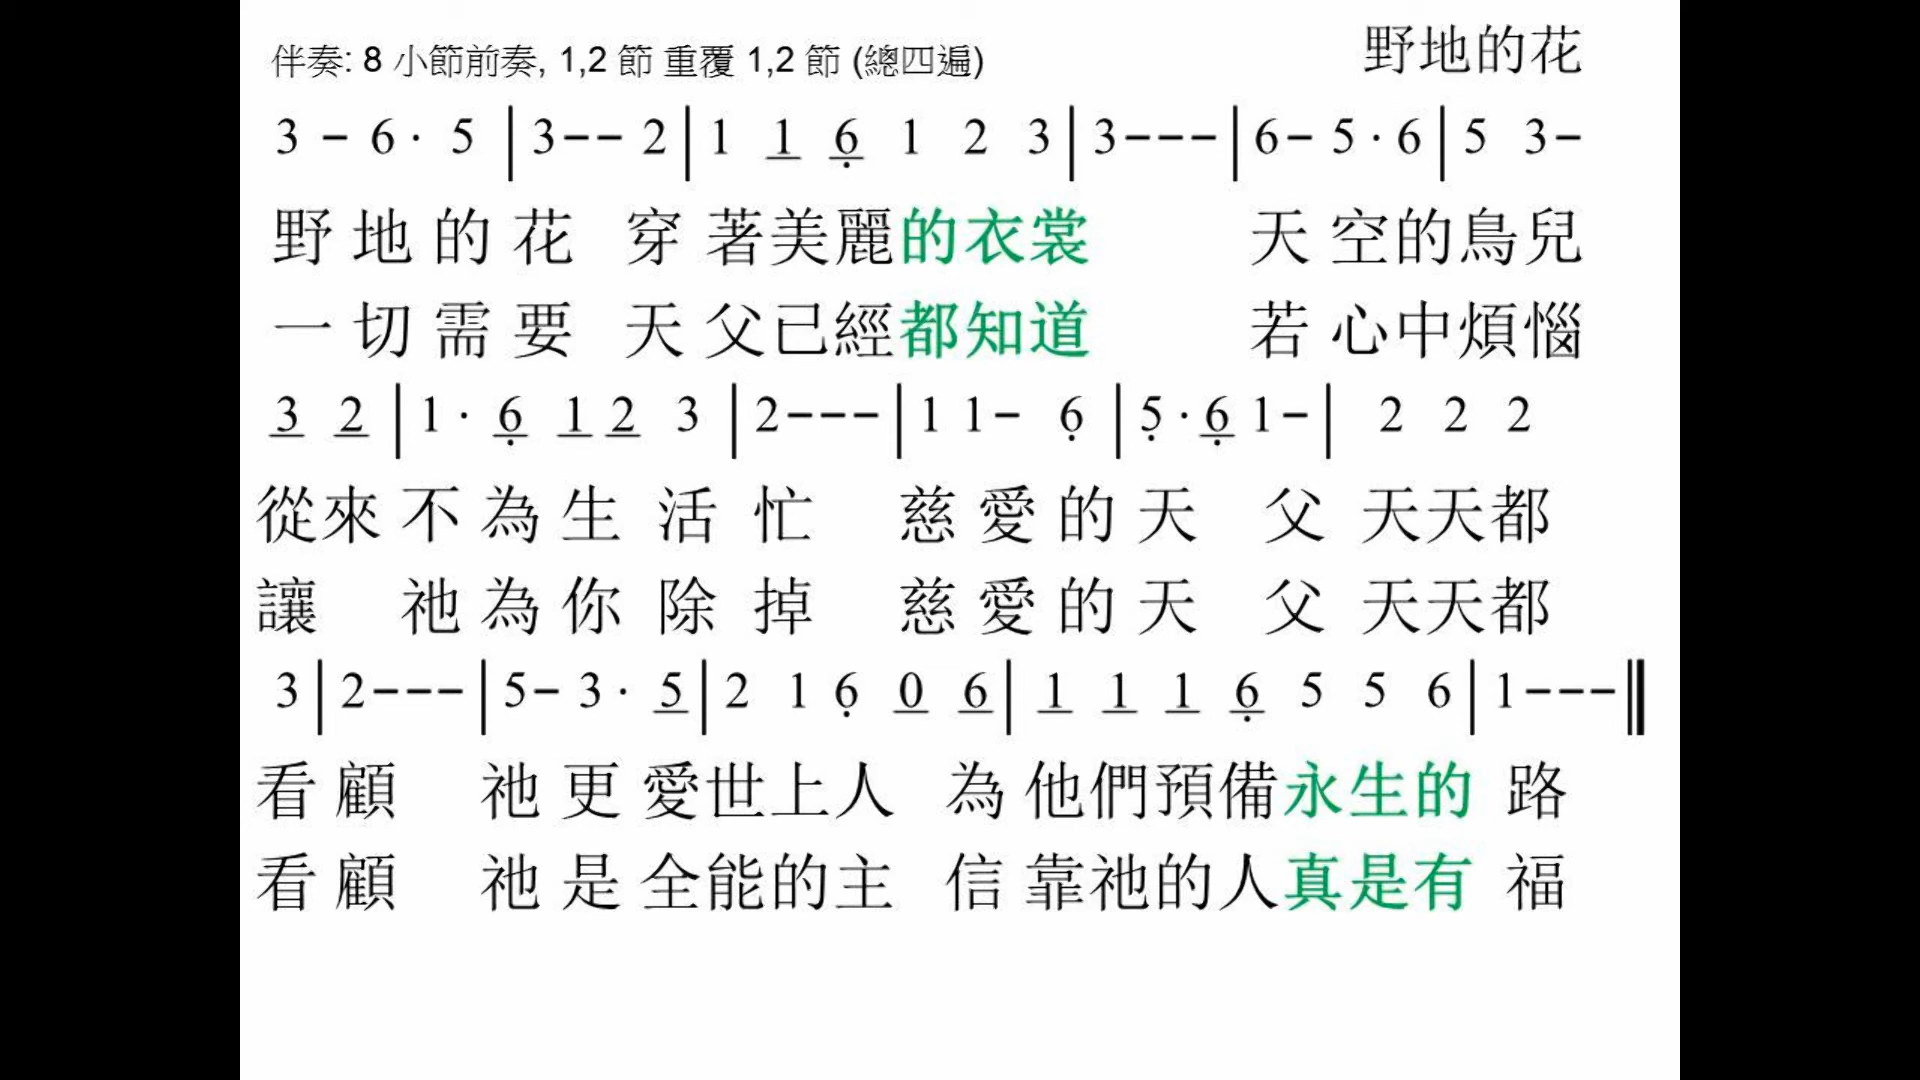 伴奏: 8 小節前奏, 1,2 節 重覆 1,2 節 (總四遍)
野地的花
3 − 6 · 5 | 3 − − 2 | 1 1̲ 6̣̲ 1 2 3 | 3 − − − | 6 − 5 · 6 | 5 3 −
野地的花 穿著美麗的衣裳 天空的鳥兒
一切需要 天父已經都知道 若心中煩惱
3̲ 2̲ | 1 · 6̣̲ 1̲ 2̲ 3 | 2 − − − | 1 1 − 6̣ | 5̣ · 6̣̲ 1 − | 2 2 2
從來不為生活忙 慈愛的天父 天天都
讓 祂為你除掉 慈愛的天父 天天都
3 | 2 − − − | 5 − 3 · 5̲ | 2 1 6̣ 0̲ 6̲ | 1̲ 1̲ 1̲ 6̣̲ 5 5 6 | 1 − − − ‖
看顧 祂更愛世上人 為他們預備永生的路
看顧 祂是全能的主 信靠祂的人真是有福